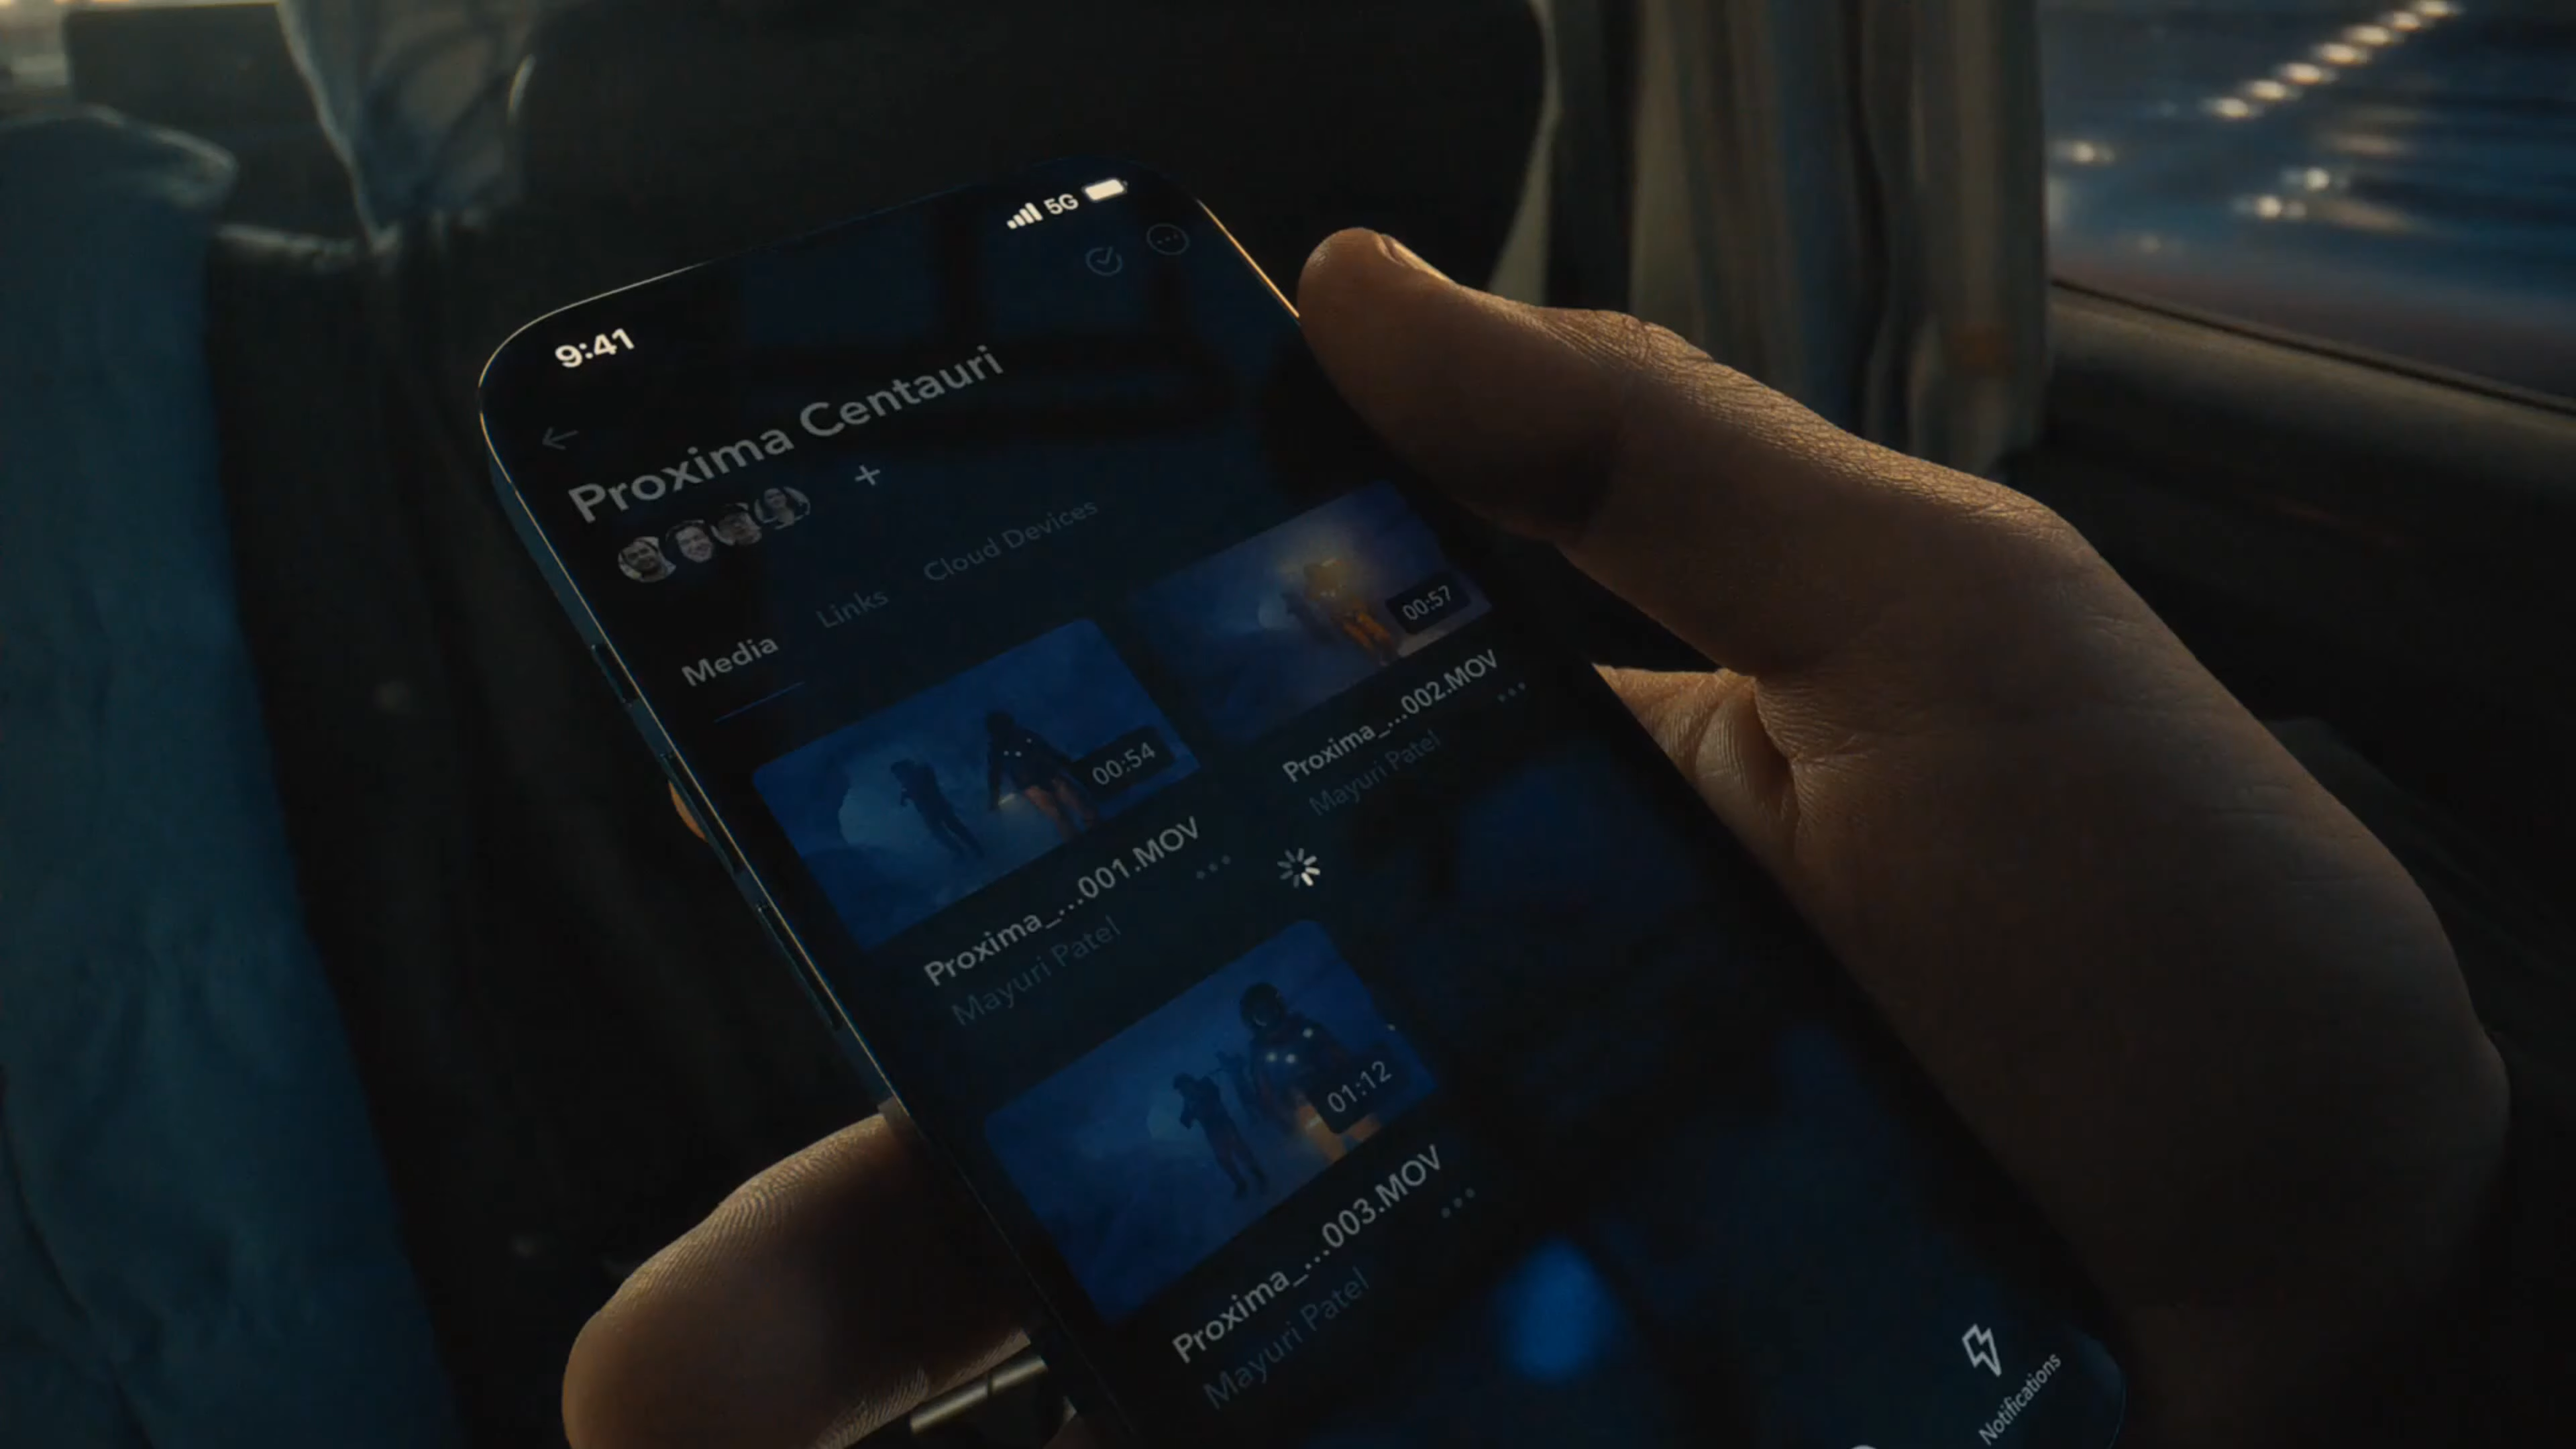 9:41
5G
Proxima Centauri
Media
Links
Cloud Devices
00:54
Proxima_...001.MOV
Mayuri Patel
00:57
Proxima_...002.MOV
Mayuri Patel
01:12
Proxima_...003.MOV
Mayuri Patel
Notifications